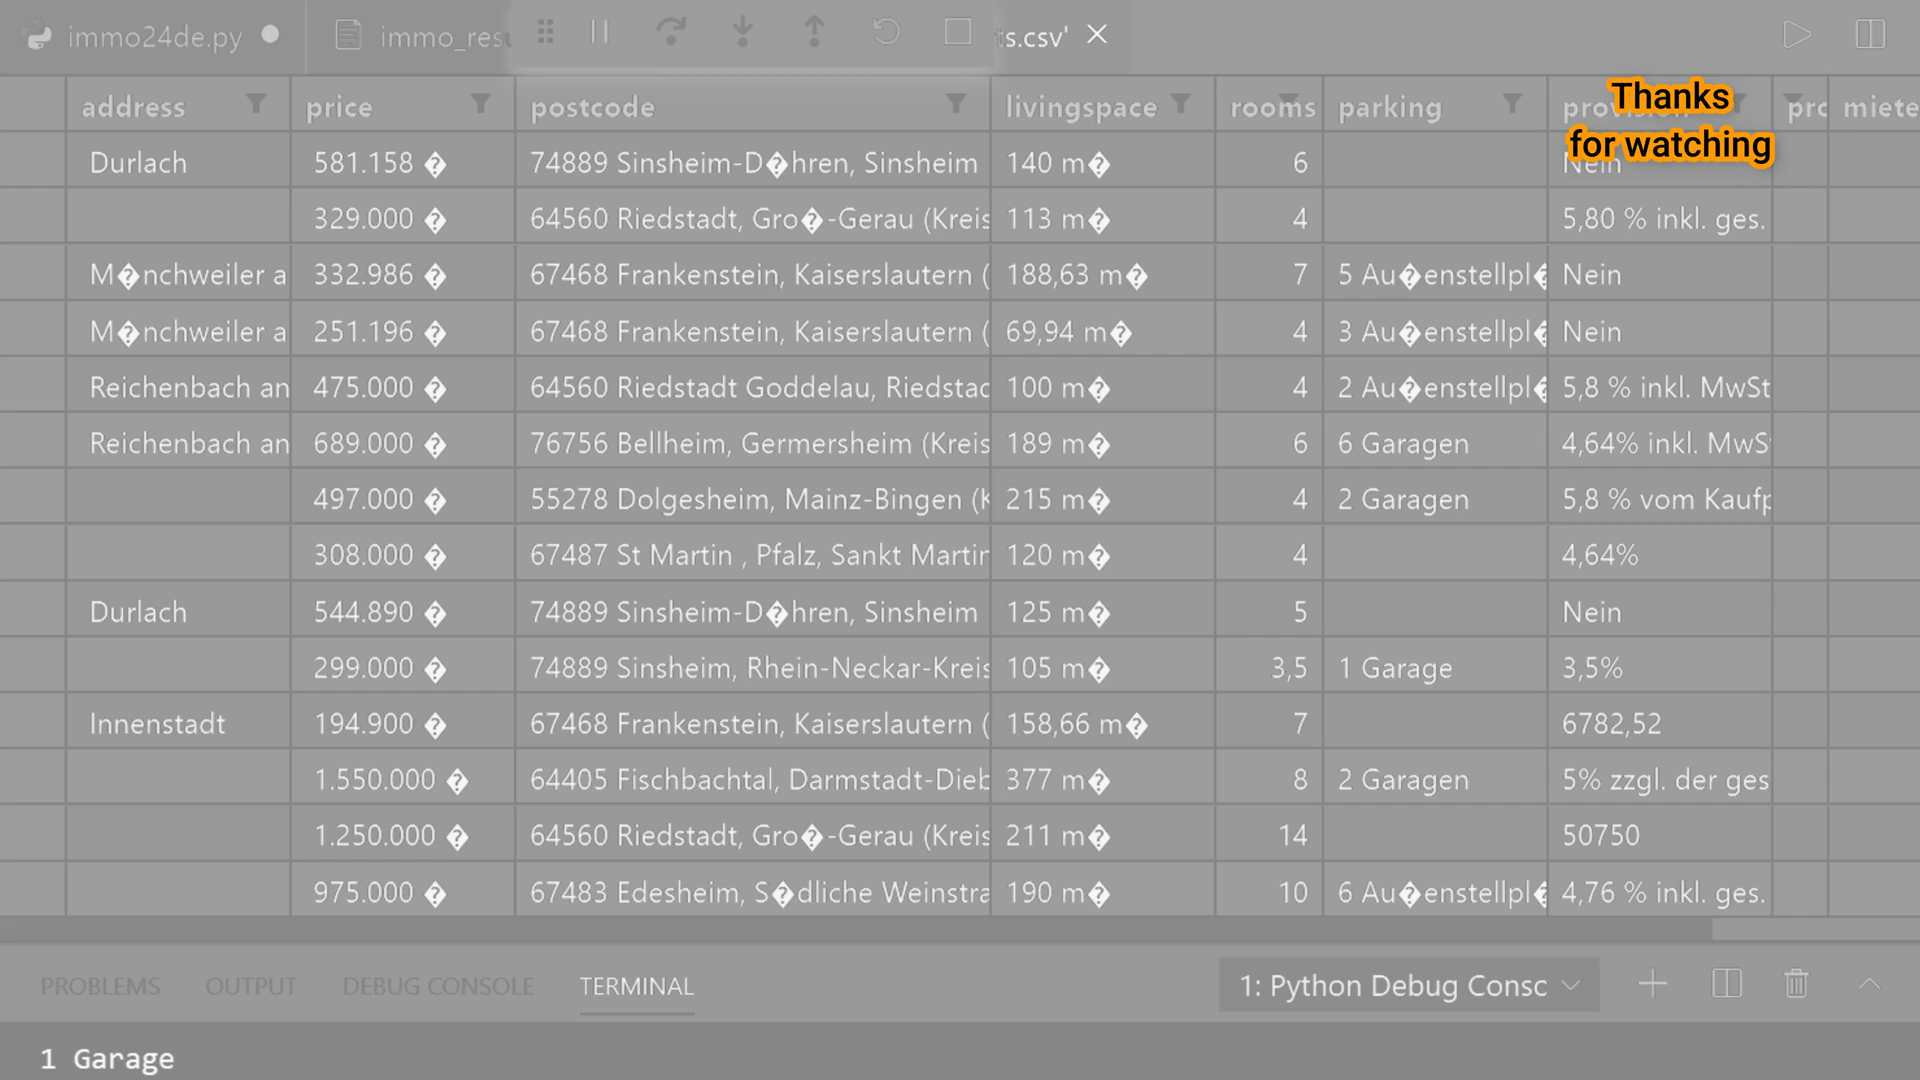 immo24de.py immo_res s.csv'
address price postcode livingspace rooms parking prc miete
Thanks
for watching
Durlach 581.158 � 74889 Sinsheim-D�hren, Sinsheim 140 m� 6 Nein
329.000 � 64560 Riedstadt, Gro�-Gerau (Kreis 113 m� 4 5,80 % inkl. ges.
M�nchweiler a 332.986 � 67468 Frankenstein, Kaiserslautern ( 188,63 m� 7 5 Au�enstellpl� Nein
M�nchweiler a 251.196 � 67468 Frankenstein, Kaiserslautern ( 69,94 m� 4 3 Au�enstellpl� Nein
Reichenbach an 475.000 � 64560 Riedstadt Goddelau, Riedstad 100 m� 4 2 Au�enstellpl� 5,8 % inkl. MwSt
Reichenbach an 689.000 � 76756 Bellheim, Germersheim (Kreis 189 m� 6 6 Garagen 4,64% inkl. MwS
497.000 � 55278 Dolgesheim, Mainz-Bingen (K 215 m� 4 2 Garagen 5,8 % vom Kaufp
308.000 � 67487 St Martin , Pfalz, Sankt Martin 120 m� 4 4,64%
Durlach 544.890 � 74889 Sinsheim-D�hren, Sinsheim 125 m� 5 Nein
299.000 � 74889 Sinsheim, Rhein-Neckar-Kreis 105 m� 3,5 1 Garage 3,5%
Innenstadt 194.900 � 67468 Frankenstein, Kaiserslautern ( 158,66 m� 7 6782,52
1.550.000 � 64405 Fischbachtal, Darmstadt-Dieb 377 m� 8 2 Garagen 5% zzgl. der ges
1.250.000 � 64560 Riedstadt, Gro�-Gerau (Kreis 211 m� 14 50750
975.000 � 67483 Edesheim, S�dliche Weinstra 190 m� 10 6 Au�enstellpl� 4,76 % inkl. ges.
PROBLEMS OUTPUT DEBUG CONSOLE TERMINAL 1: Python Debug Consc
1 Garage